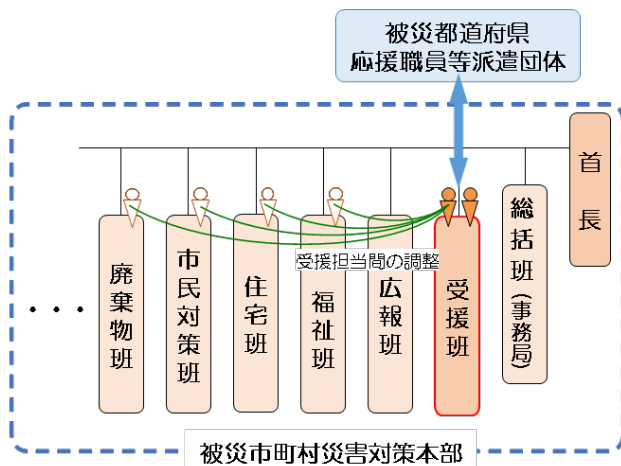 被災都道府県
応援職員等派遣団体
首長
総括班(事務局)
受援班
広報班
福祉班
住宅班
市民対策班
廃棄物班
・・・
受援担当間の調整
被災市町村災害対策本部